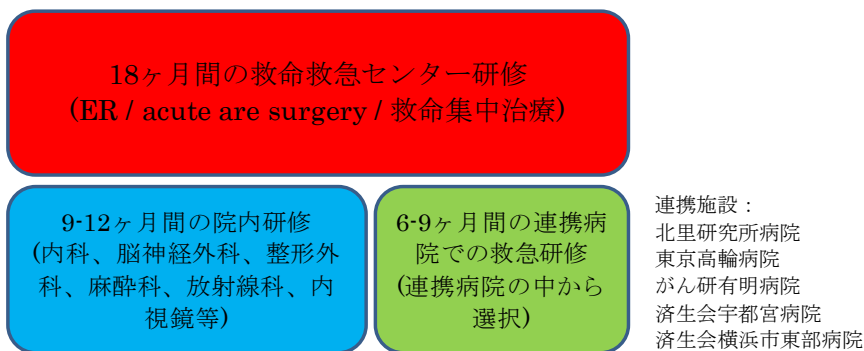 18ヶ月間の救命救急センター研修
(ER / acute are surgery / 救命集中治療)
9-12ヶ月間の院内研修
(内科、脳神経外科、整形外
科、麻酔科、放射線科、内
視鏡等)
6-9ヶ月間の連携病
院での救急研修
(連携病院の中から
選択)
連携施設：
北里研究所病院
東京高輪病院
がん研有明病院
済生会宇都宮病院
済生会横浜市東部病院